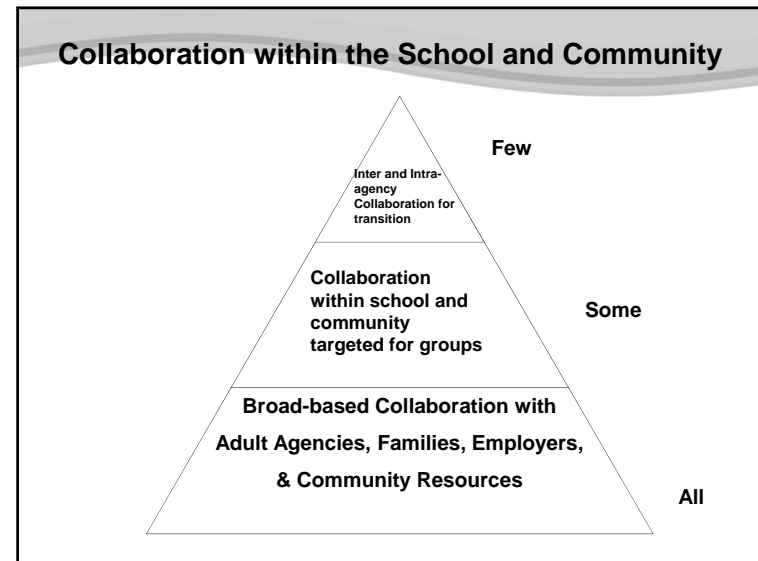 Collaboration within the School and Community
Few
Inter and Intra-
agency
Collaboration for
transition
Collaboration
within school and
community
targeted for groups
Some
Broad-based Collaboration with
Adult Agencies, Families, Employers,
& Community Resources
All